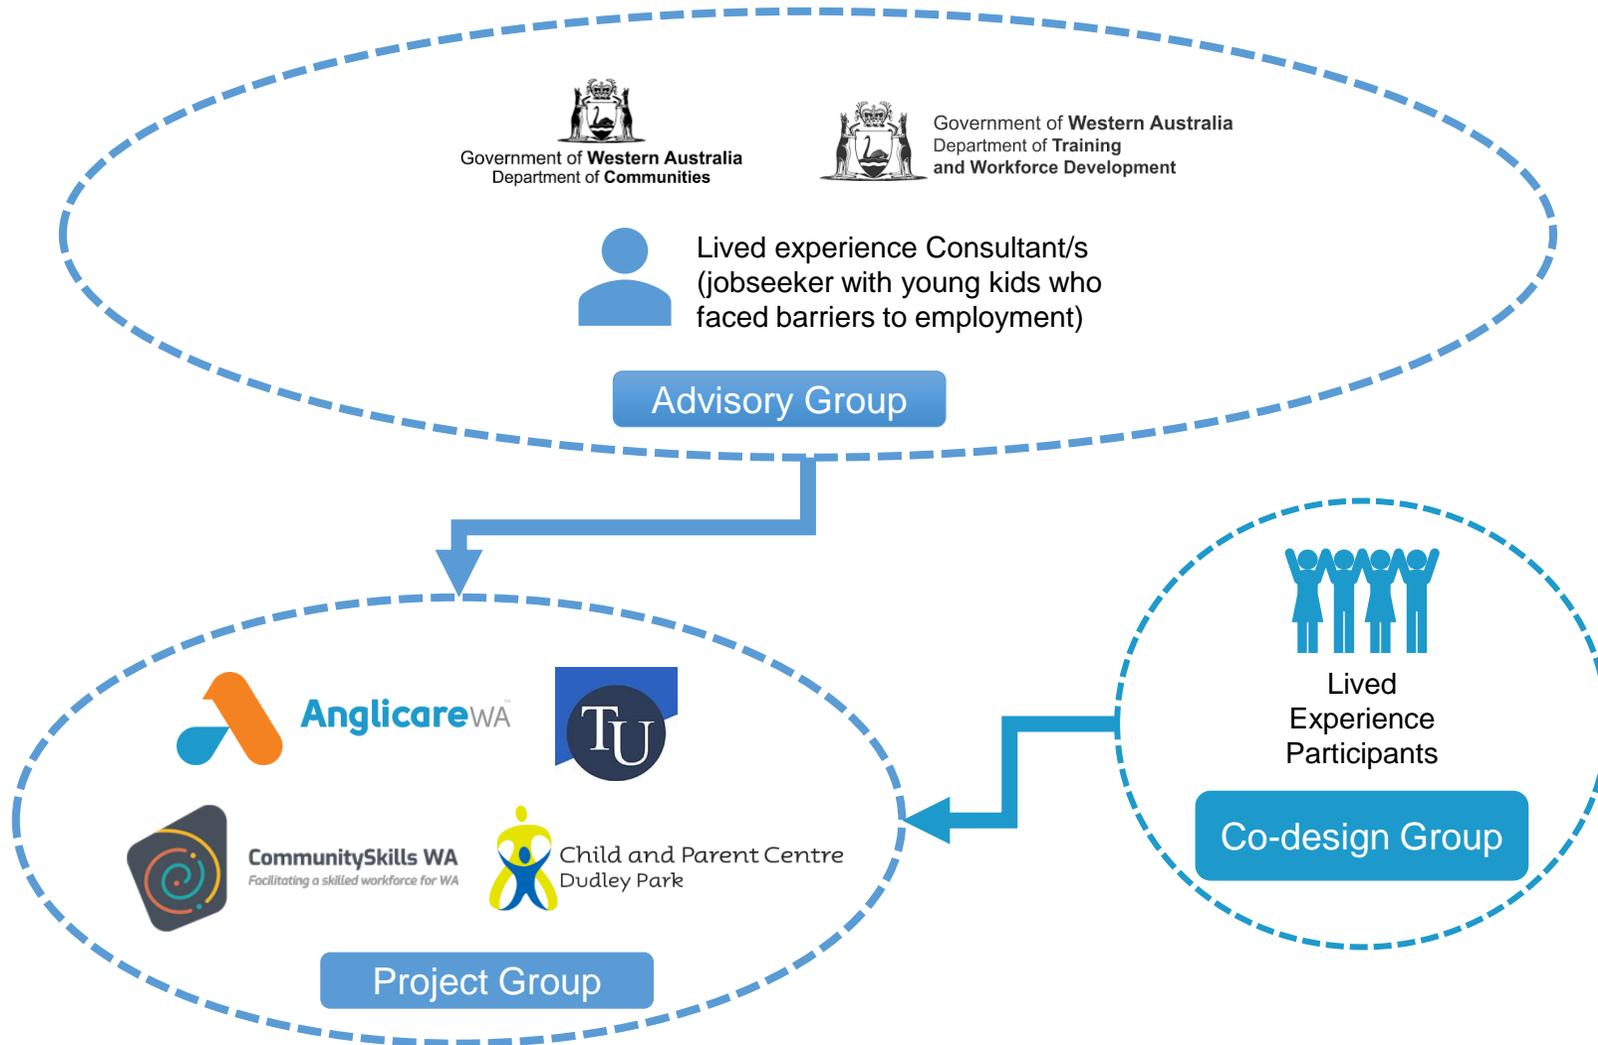 Government of Western Australia
Department of Communities
Government of Western Australia
Department of Training
and Workforce Development
Lived experience Consultant/s
(jobseeker with young kids who
faced barriers to employment)
Advisory Group
Lived
Experience
Participants
Co-design Group
AnglicareWA™
TU
CommunitySkills WA
Facilitating a skilled workforce for WA
Child and Parent Centre
Dudley Park
Project Group